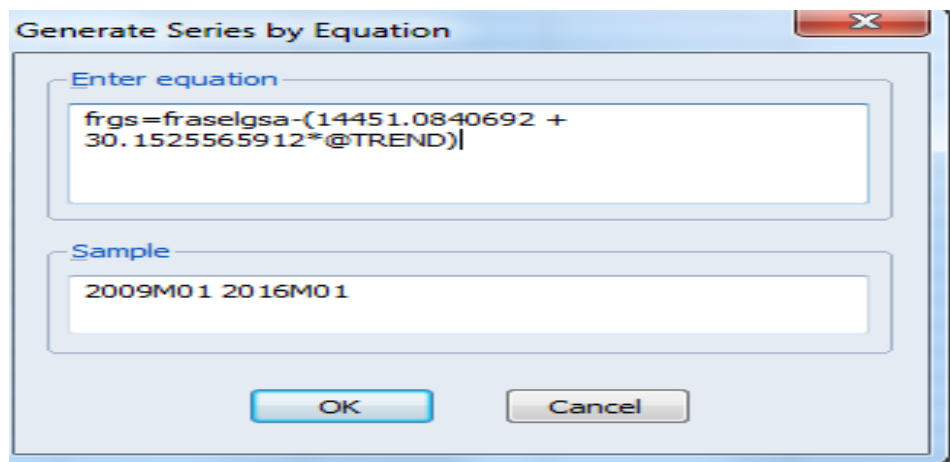 Generate Series by Equation
Enter equation
frgs=fraselgsa-(14451.0840692 +
30.1525565912*@TREND)
Sample
2009M01 2016M01
OK
Cancel